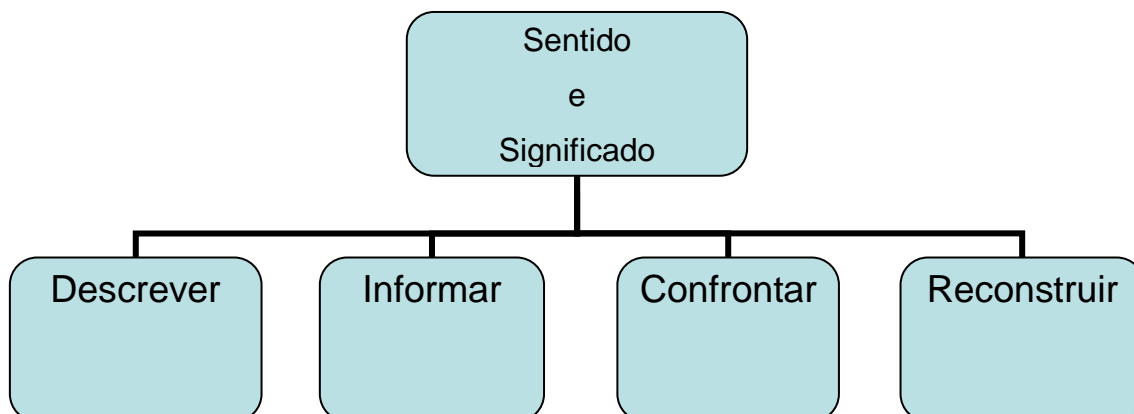 Sentido
e
Significado
Descrever
Informar
Confrontar
Reconstruir